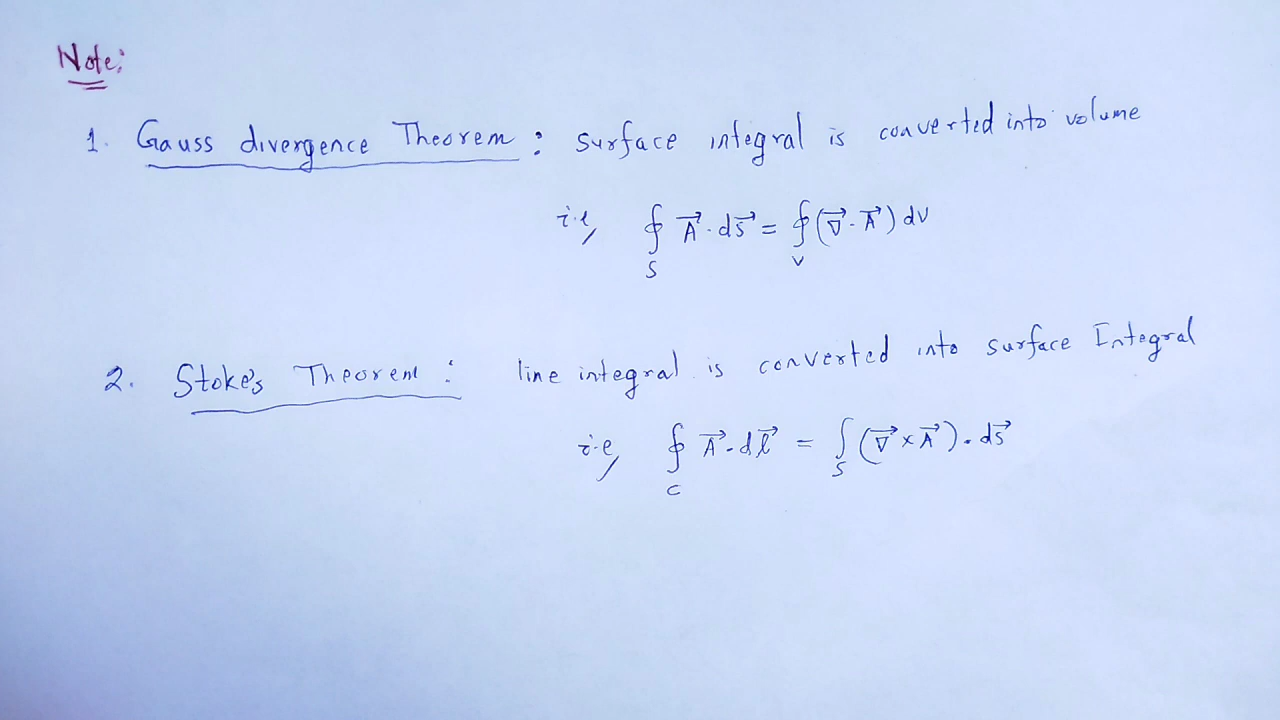 Note:
1. Gauss divergence Theorem : surface integral is converted into volume
i.e, ∮_S A⃗ · ds⃗ = ∮_V (∇⃗ · A⃗) dv
2. Stoke's Theorem : line integral is converted into surface Integral
i.e, ∮_C A⃗ · dl⃗ = ∫_S (∇⃗ × A⃗) · ds⃗